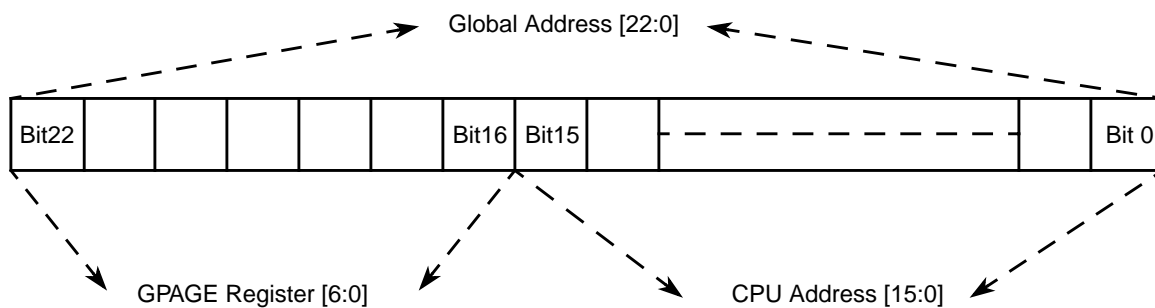 Global Address [22:0]
Bit22 Bit16 Bit15 Bit 0
GPAGE Register [6:0] CPU Address [15:0]